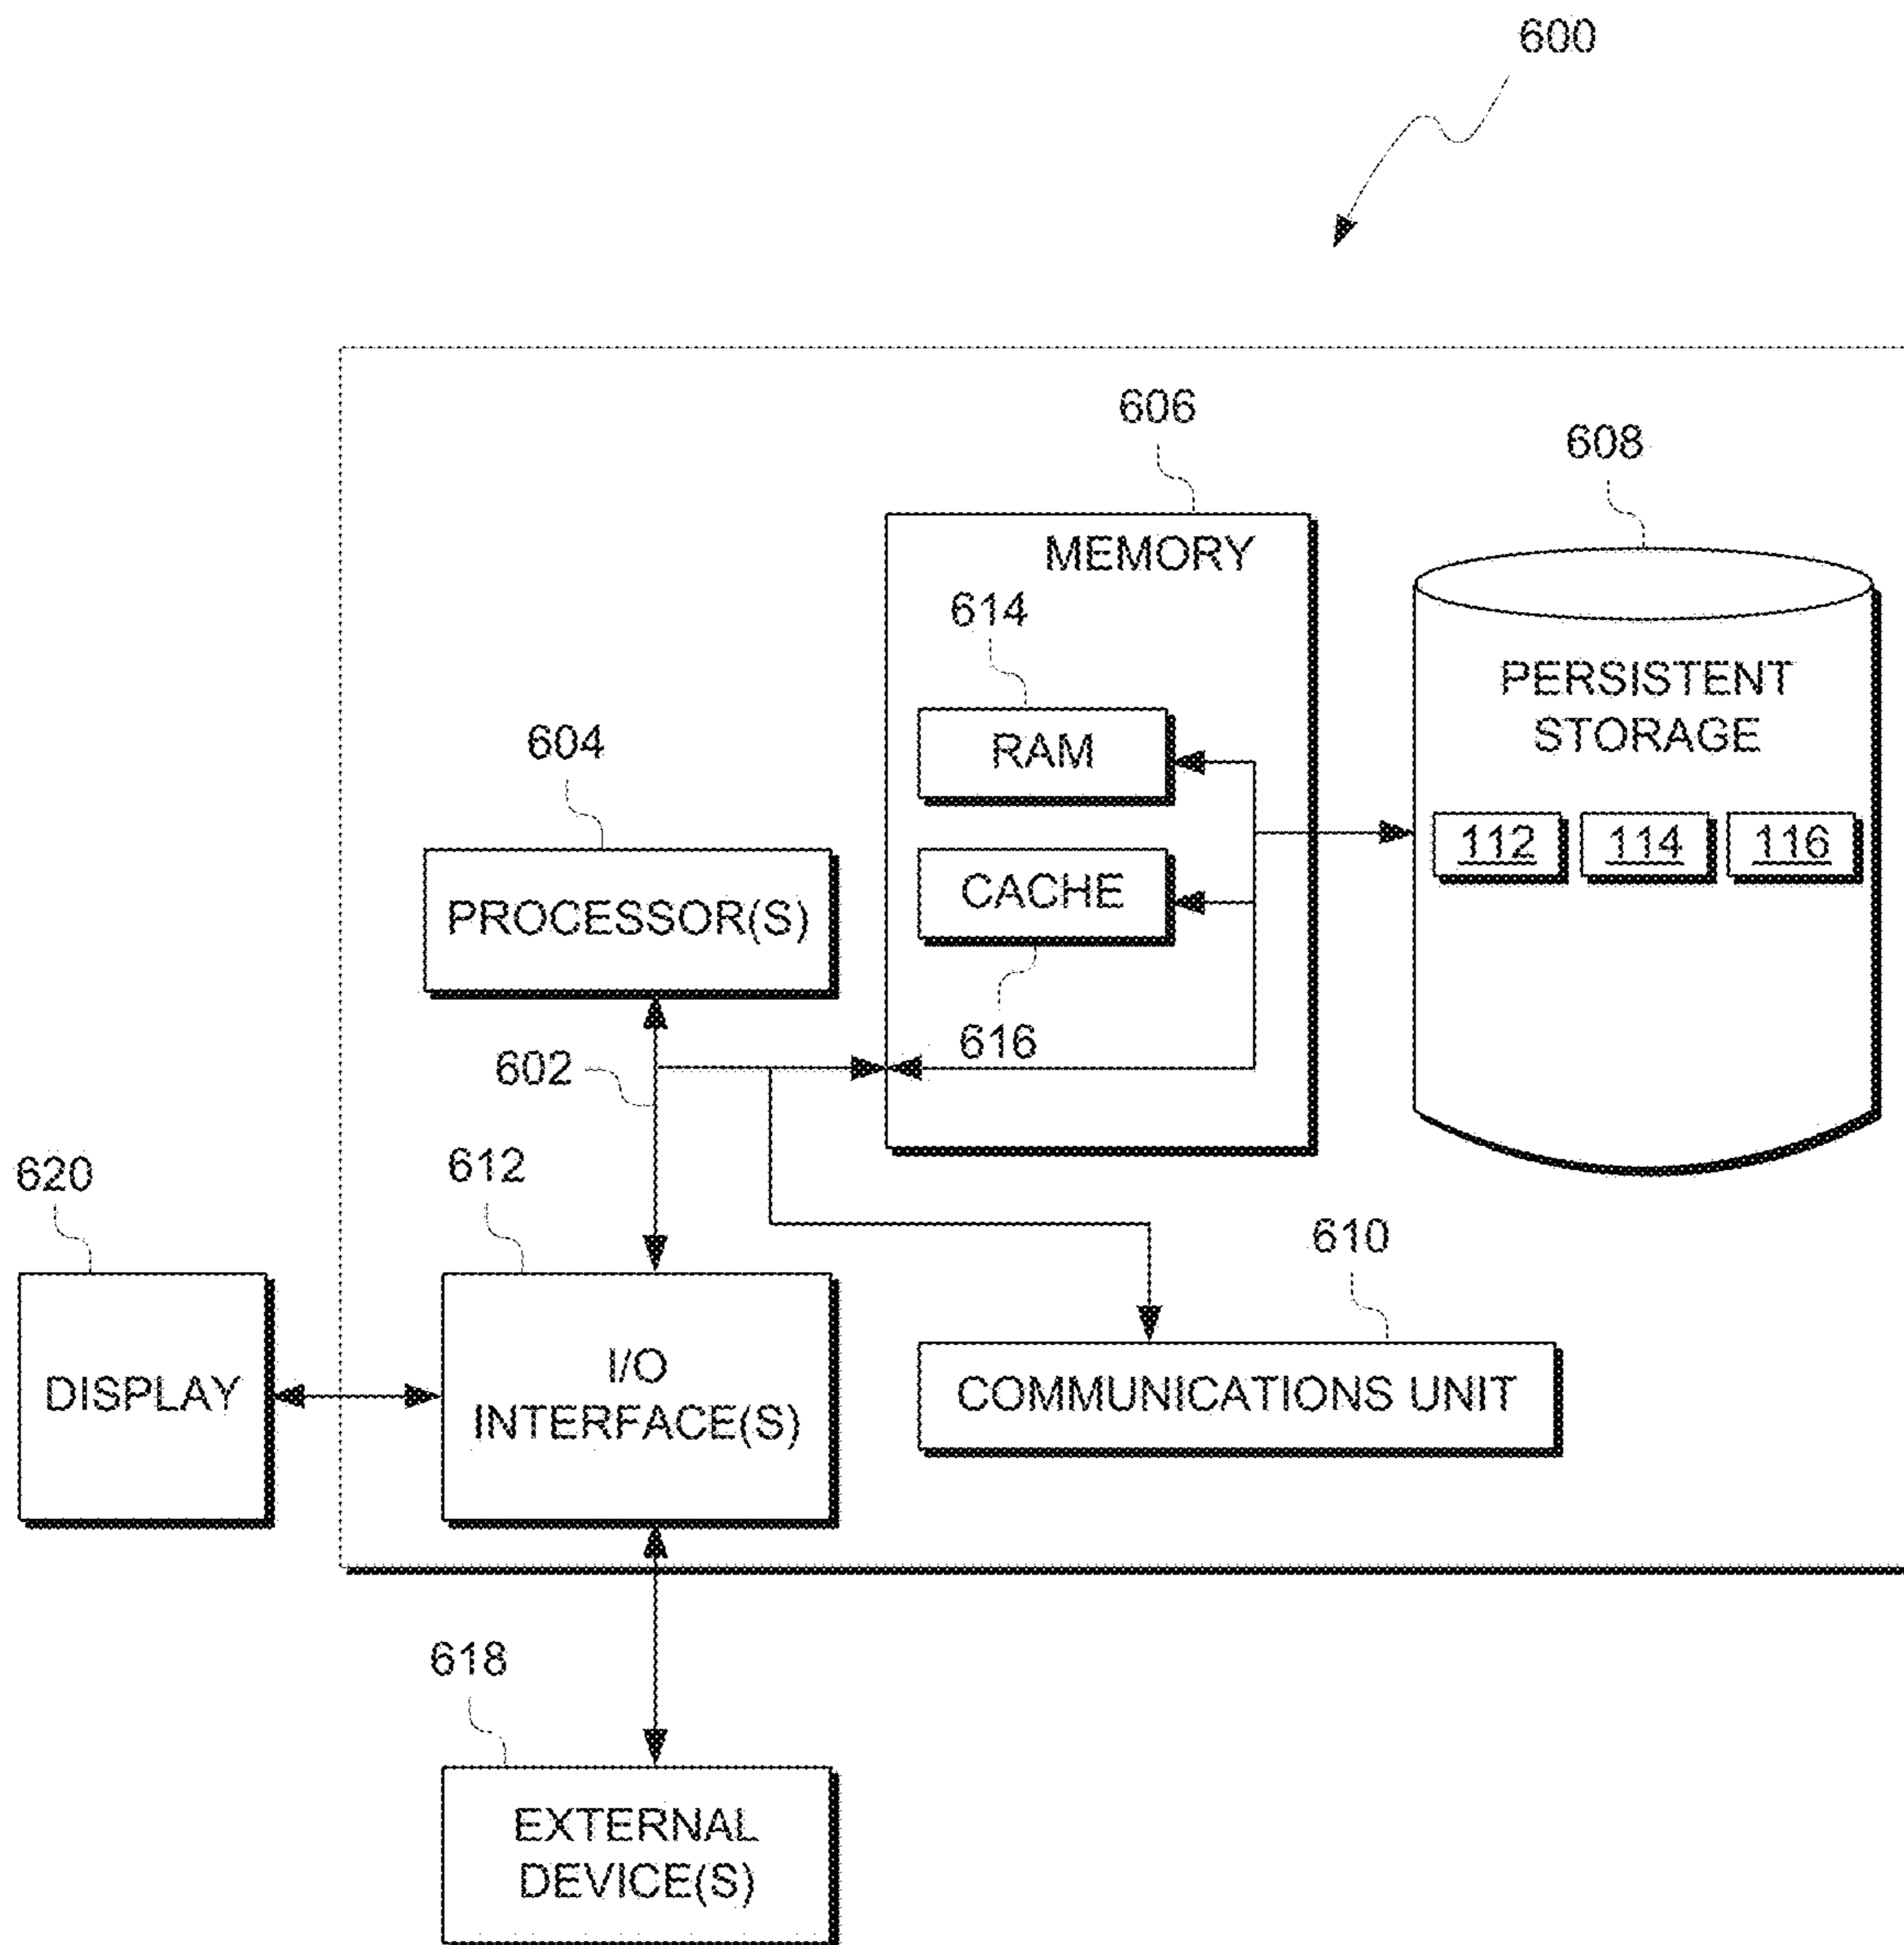 600
606
608
MEMORY
614
RAM
PERSISTENT
STORAGE
604
112 114 116
CACHE
PROCESSOR(S)
616
602
620
612
610
DISPLAY
I/O
INTERFACE(S)
COMMUNICATIONS UNIT
618
EXTERNAL
DEVICE(S)